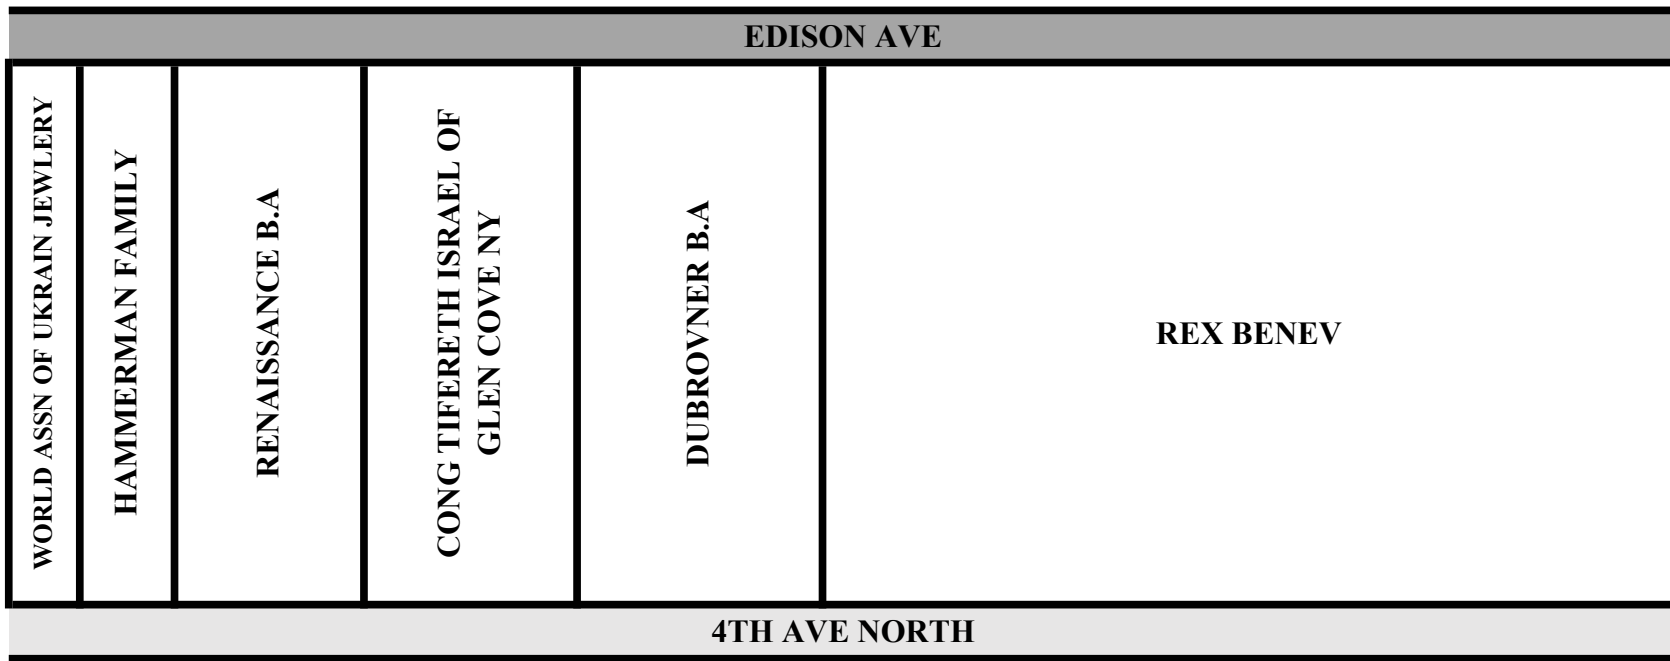 EDISON AVE
WORLD ASSN OF UKRAIN JEWLERY
HAMMERMAN FAMILY
RENAISSANCE B.A
CONG TIFERETH ISRAEL OF
GLEN COVE NY
DUBROVNER B.A
REX BENEV
4TH AVE NORTH